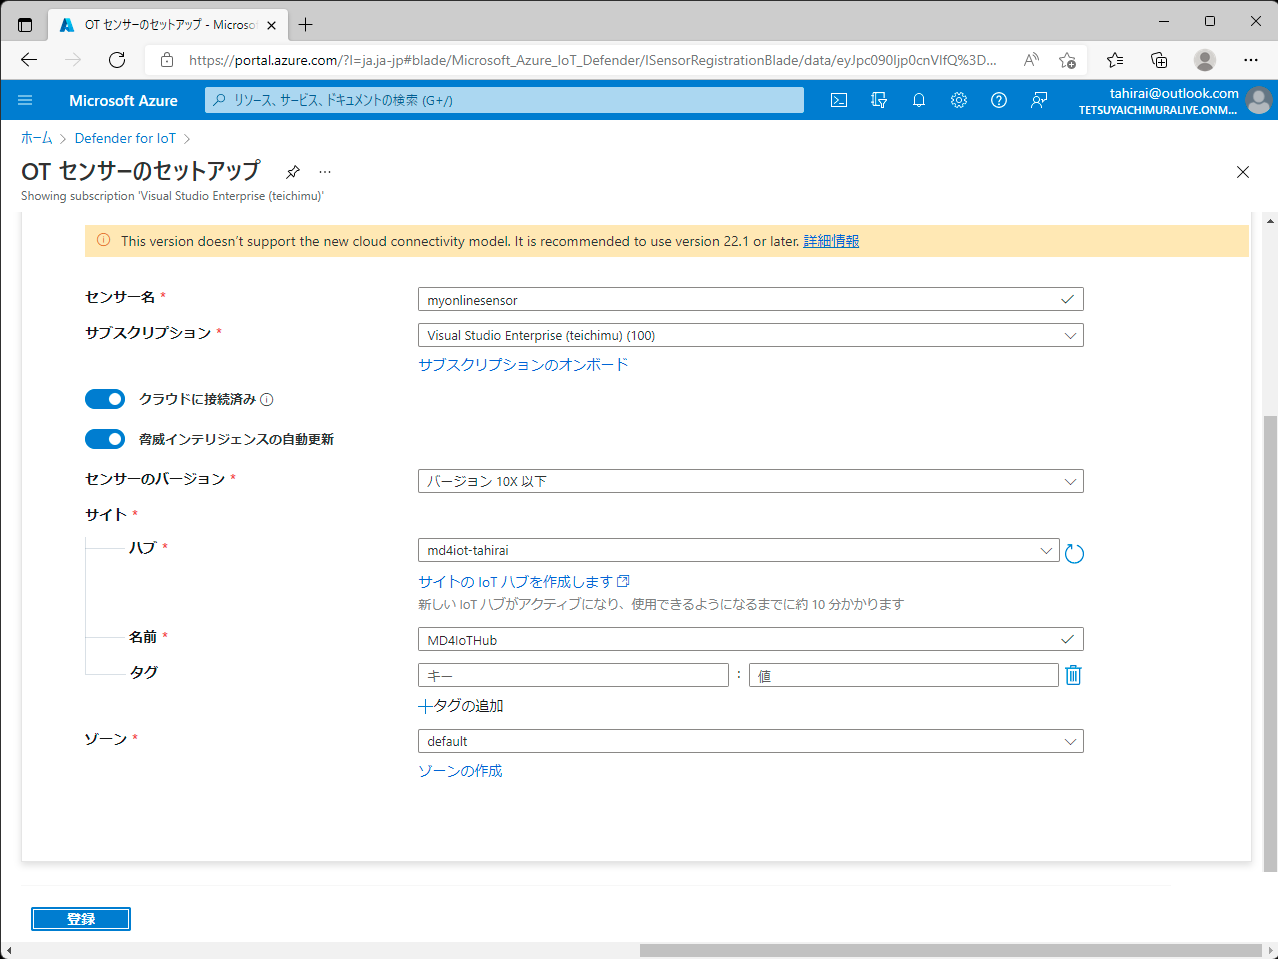 OT センサーのセットアップ - Microso
https://portal.azure.com/?l=ja.ja-jp#blade/Microsoft_Azure_IoT_Defender/ISensorRegistrationBlade/data/eyJpc090Ijp0cnVlfQ%3D...
Microsoft Azure
リソース、サービス、ドキュメントの検索 (G+/)
tahirai@outlook.com
TETSUYAICHIMURALIVE.ONM...
ホーム > Defender for IoT >
OT センサーのセットアップ ...
Showing subscription 'Visual Studio Enterprise (teichimu)'
This version doesn't support the new cloud connectivity model. It is recommended to use version 22.1 or later. 詳細情報
センサー名 * myonlinesensor
サブスクリプション * Visual Studio Enterprise (teichimu) (100)
サブスクリプションのオンボード
クラウドに接続済み
脅威インテリジェンスの自動更新
センサーのバージョン * バージョン 10X 以下
サイト *
ハブ * md4iot-tahirai
サイトの IoT ハブを作成します
新しい IoT ハブがアクティブになり、使用できるようになるまでに約 10 分かかります
名前 * MD4IoTHub
タグ キー : 値
+タグの追加
ゾーン * default
ゾーンの作成
登録